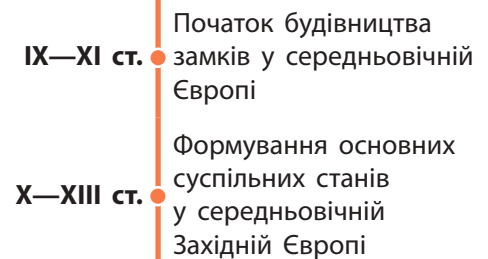 IX—XI ст.
Початок будівництва
замків у середньовічній
Європі
X—XIII ст.
Формування основних
суспільних станів
у середньовічній
Західній Європі